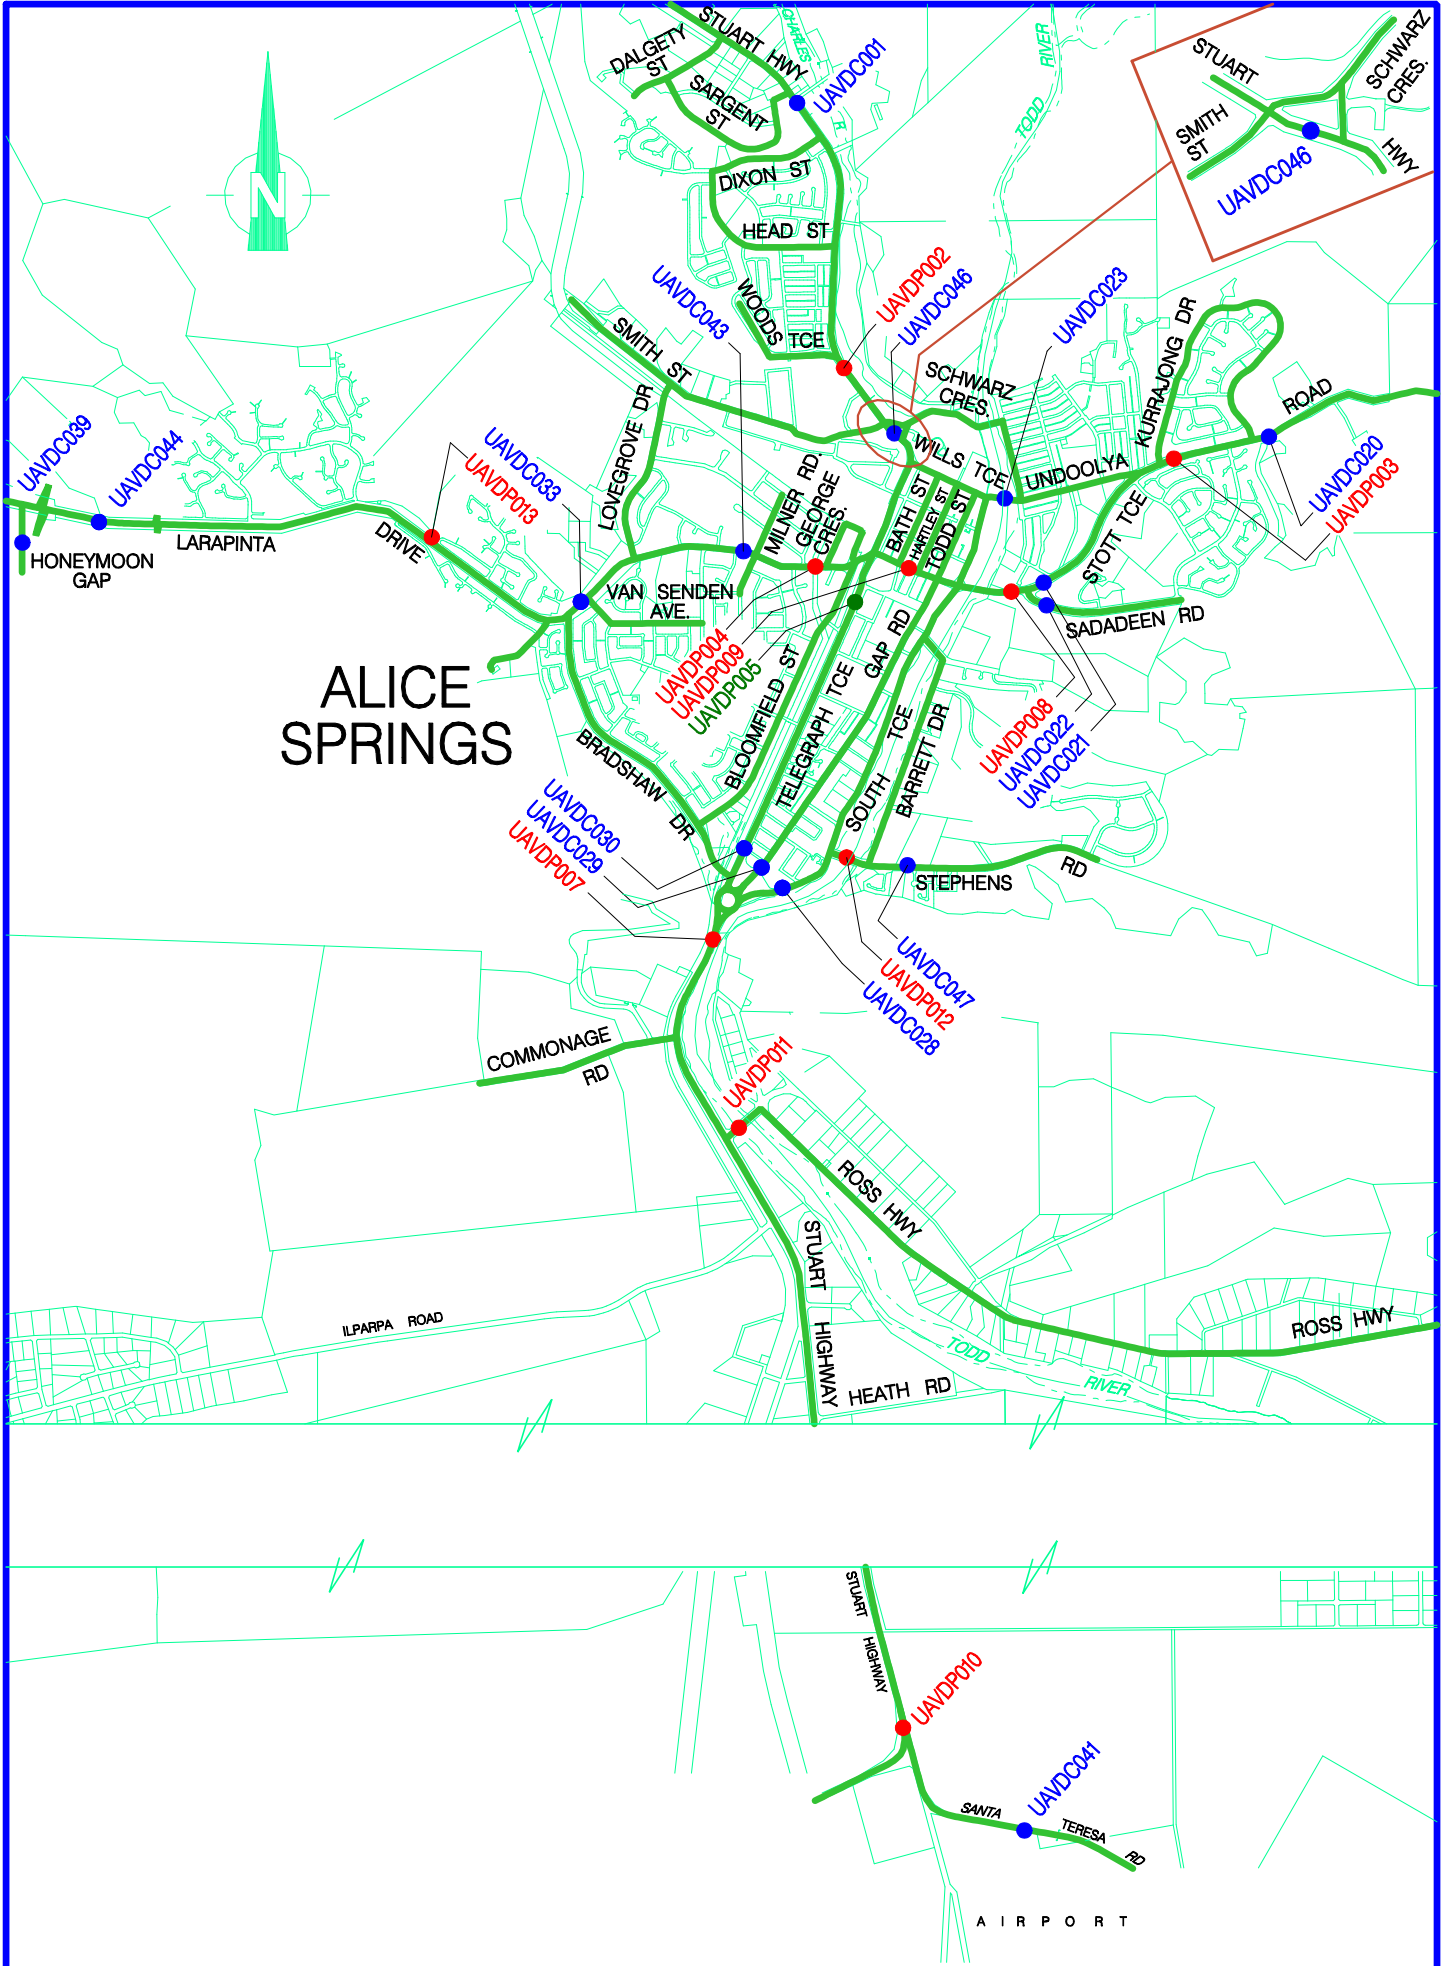 STUART HWY
CHARLES
R
DALGETY
ST
SARGENT
ST
UAVDC001
RIVER
TODD
STUART
SCHWARZ
CRES.
SMITH
ST
HWY
UAVDC046
N
DIXON ST
HEAD ST
WOODS
TCE
UAVDP002
UAVDC046
UAVDC023
UAVDC043
SMITH ST
SCHWARZ
CRES.
KURRAJONG DR
ROAD
LOVEGROVE DR
WILLS TCE
UNDOOLYA
UAVDC020
UAVDP003
UAVDC039
UAVDC044
UAVDC033
UAVDP013
MILNER RD.
GEORGE
CRES.
BATH ST
HARTLEY ST
TODD ST
STOTT TCE
LARAPINTA
DRIVE
HONEYMOON
GAP
VAN SENDEN
AVE.
SADADEEN RD
UAVDP004
UAVDP009
UAVDP005
GAP RD
ALICE
SPRINGS
BLOOMFIELD ST
TELEGRAPH TCE
SOUTH TCE
BARRETT DR
UAVDP008
UAVDC022
UAVDC021
BRADSHAW DR
UAVDC030
UAVDC029
UAVDP007
STEPHENS
RD
UAVDC047
UAVDP012
UAVDC028
COMMONAGE
RD
UAVDP011
ROSS HWY
STUART
HIGHWAY
ILPARPA ROAD
ROSS HWY
TODD
RIVER
HEATH RD
STUART
HIGHWAY
UAVDP010
UAVDC041
SANTA
TERESA
RD
AIRPORT